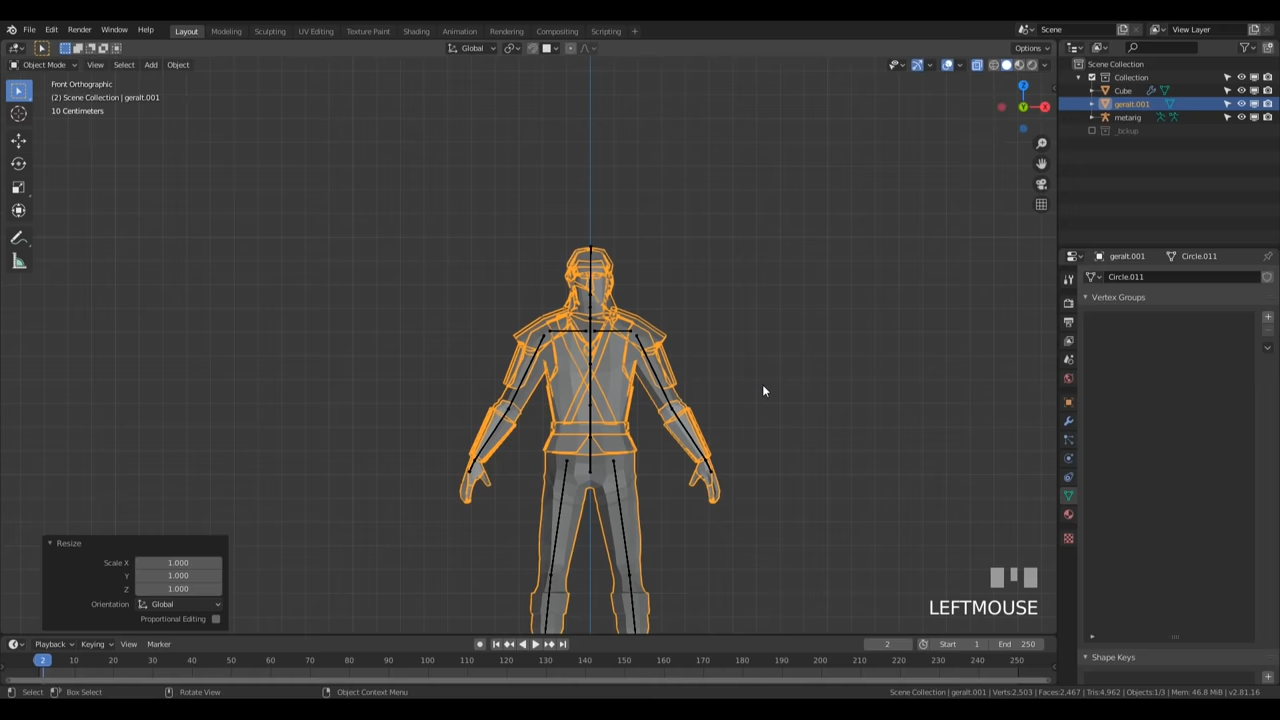 File Edit Render Window Help Layout Modeling Sculpting UV Editing Texture Paint Shading Animation Rendering Compositing Scripting + Scene View Layer
Global Options
Object Mode View Select Add Object
Front Orthographic
(2) Scene Collection | geralt.001
10 Centimeters
Scene Collection
Collection
Cube
geralt.001
metarig
_bckup
geralt.001 Circle.011
Circle.011
Vertex Groups
Resize
Scale X 1.000
Y 1.000
Z 1.000
Orientation Global
Proportional Editing
LEFTMOUSE
Playback Keying View Marker 2 Start 1 End 250
2 10 20 30 40 50 60 70 80 90 100 110 120 130 140 150 160 170 180 190 200 210 220 230 240 250
Shape Keys
Select Box Select Rotate View Object Context Menu Scene Collection | geralt.001 | Verts:2,503 | Faces:2,467 | Tris:4,962 | Objects:1/3 | Mem: 46.8 MiB | v2.81.16